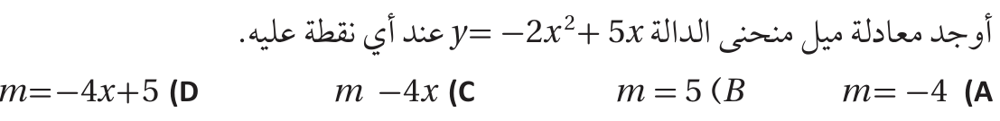 أوجد معادلة ميل منحنى الدالة y= −2x²+ 5x عند أي نقطة عليه.
A) m= −4 B) m = 5 C) m −4x D) m=−4x+5